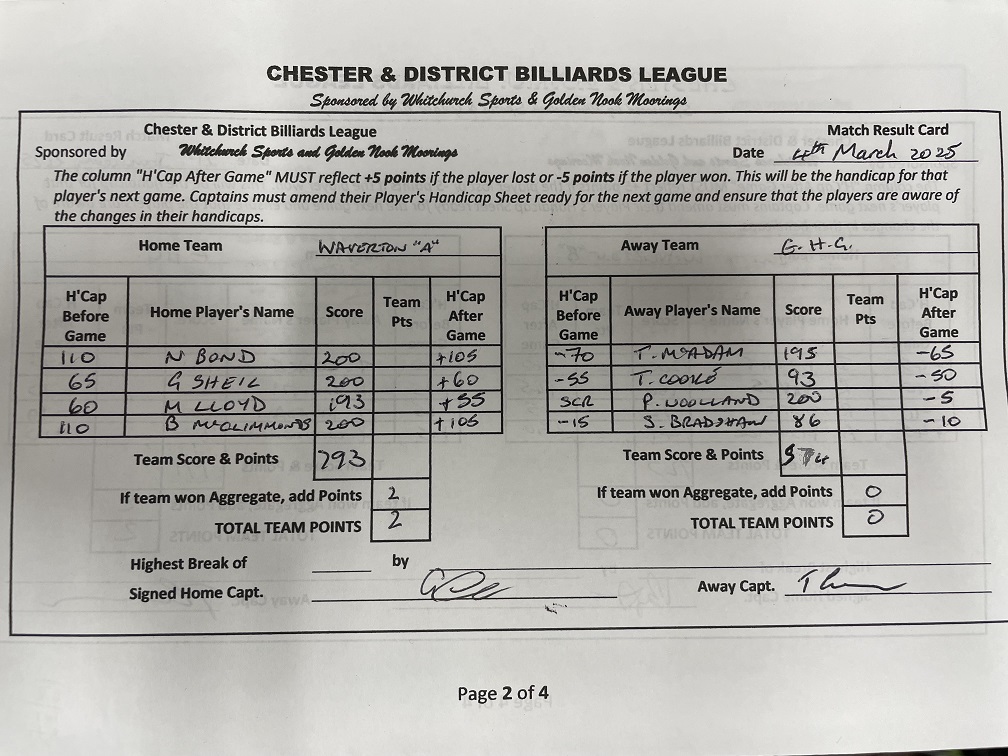 CHESTER & DISTRICT BILLIARDS LEAGUE
Sponsored by Whitchurch Sports & Golden Nook Moorings
Chester & District Billiards League Match Result Card
Sponsored by Whitchurch Sports and Golden Nook Moorings Date 4th March 2025
The column "H'Cap After Game" MUST reflect +5 points if the player lost or -5 points if the player won. This will be the handicap for that
player's next game. Captains must amend their Player's Handicap Sheet ready for the next game and ensure that the players are aware of
the changes in their handicaps.
Home Team WAVERTON "A" Away Team G.H.G.
H'Cap Before Game Home Player's Name Score Team Pts H'Cap After Game H'Cap Before Game Away Player's Name Score Team Pts H'Cap After Game
110 N BOND 200 +105 -70 T. McADAM 195 -65
65 G SHEIL 200 +60 -55 T. COOKÉ 93 -50
60 M LLOYD 193 +55 SCR P. WOOLLAND 200 -5
110 B McCLIMMONDS 200 +105 -15 S. BRADSHAW 86 -10
Team Score & Points 793 Team Score & Points 574
If team won Aggregate, add Points 2 If team won Aggregate, add Points 0
TOTAL TEAM POINTS 2 TOTAL TEAM POINTS 0
Highest Break of by
Signed Home Capt. Away Capt.
Page 2 of 4